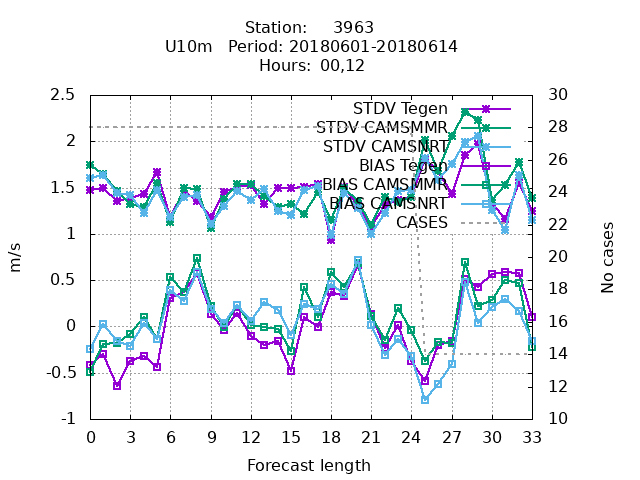 Station: 3963
U10m Period: 20180601-20180614
Hours: 00,12
2.5
2
1.5
1
0.5
0
-0.5
-1
30
28
26
24
22
20
18
16
14
12
10
STDV Tegen
STDV CAMSMMR
STDV CAMSNRT
BIAS Tegen
BIAS CAMSMMR
BIAS CAMSNRT
CASES
m/s
No cases
0 3 6 9 12 15 18 21 24 27 30 33
Forecast length